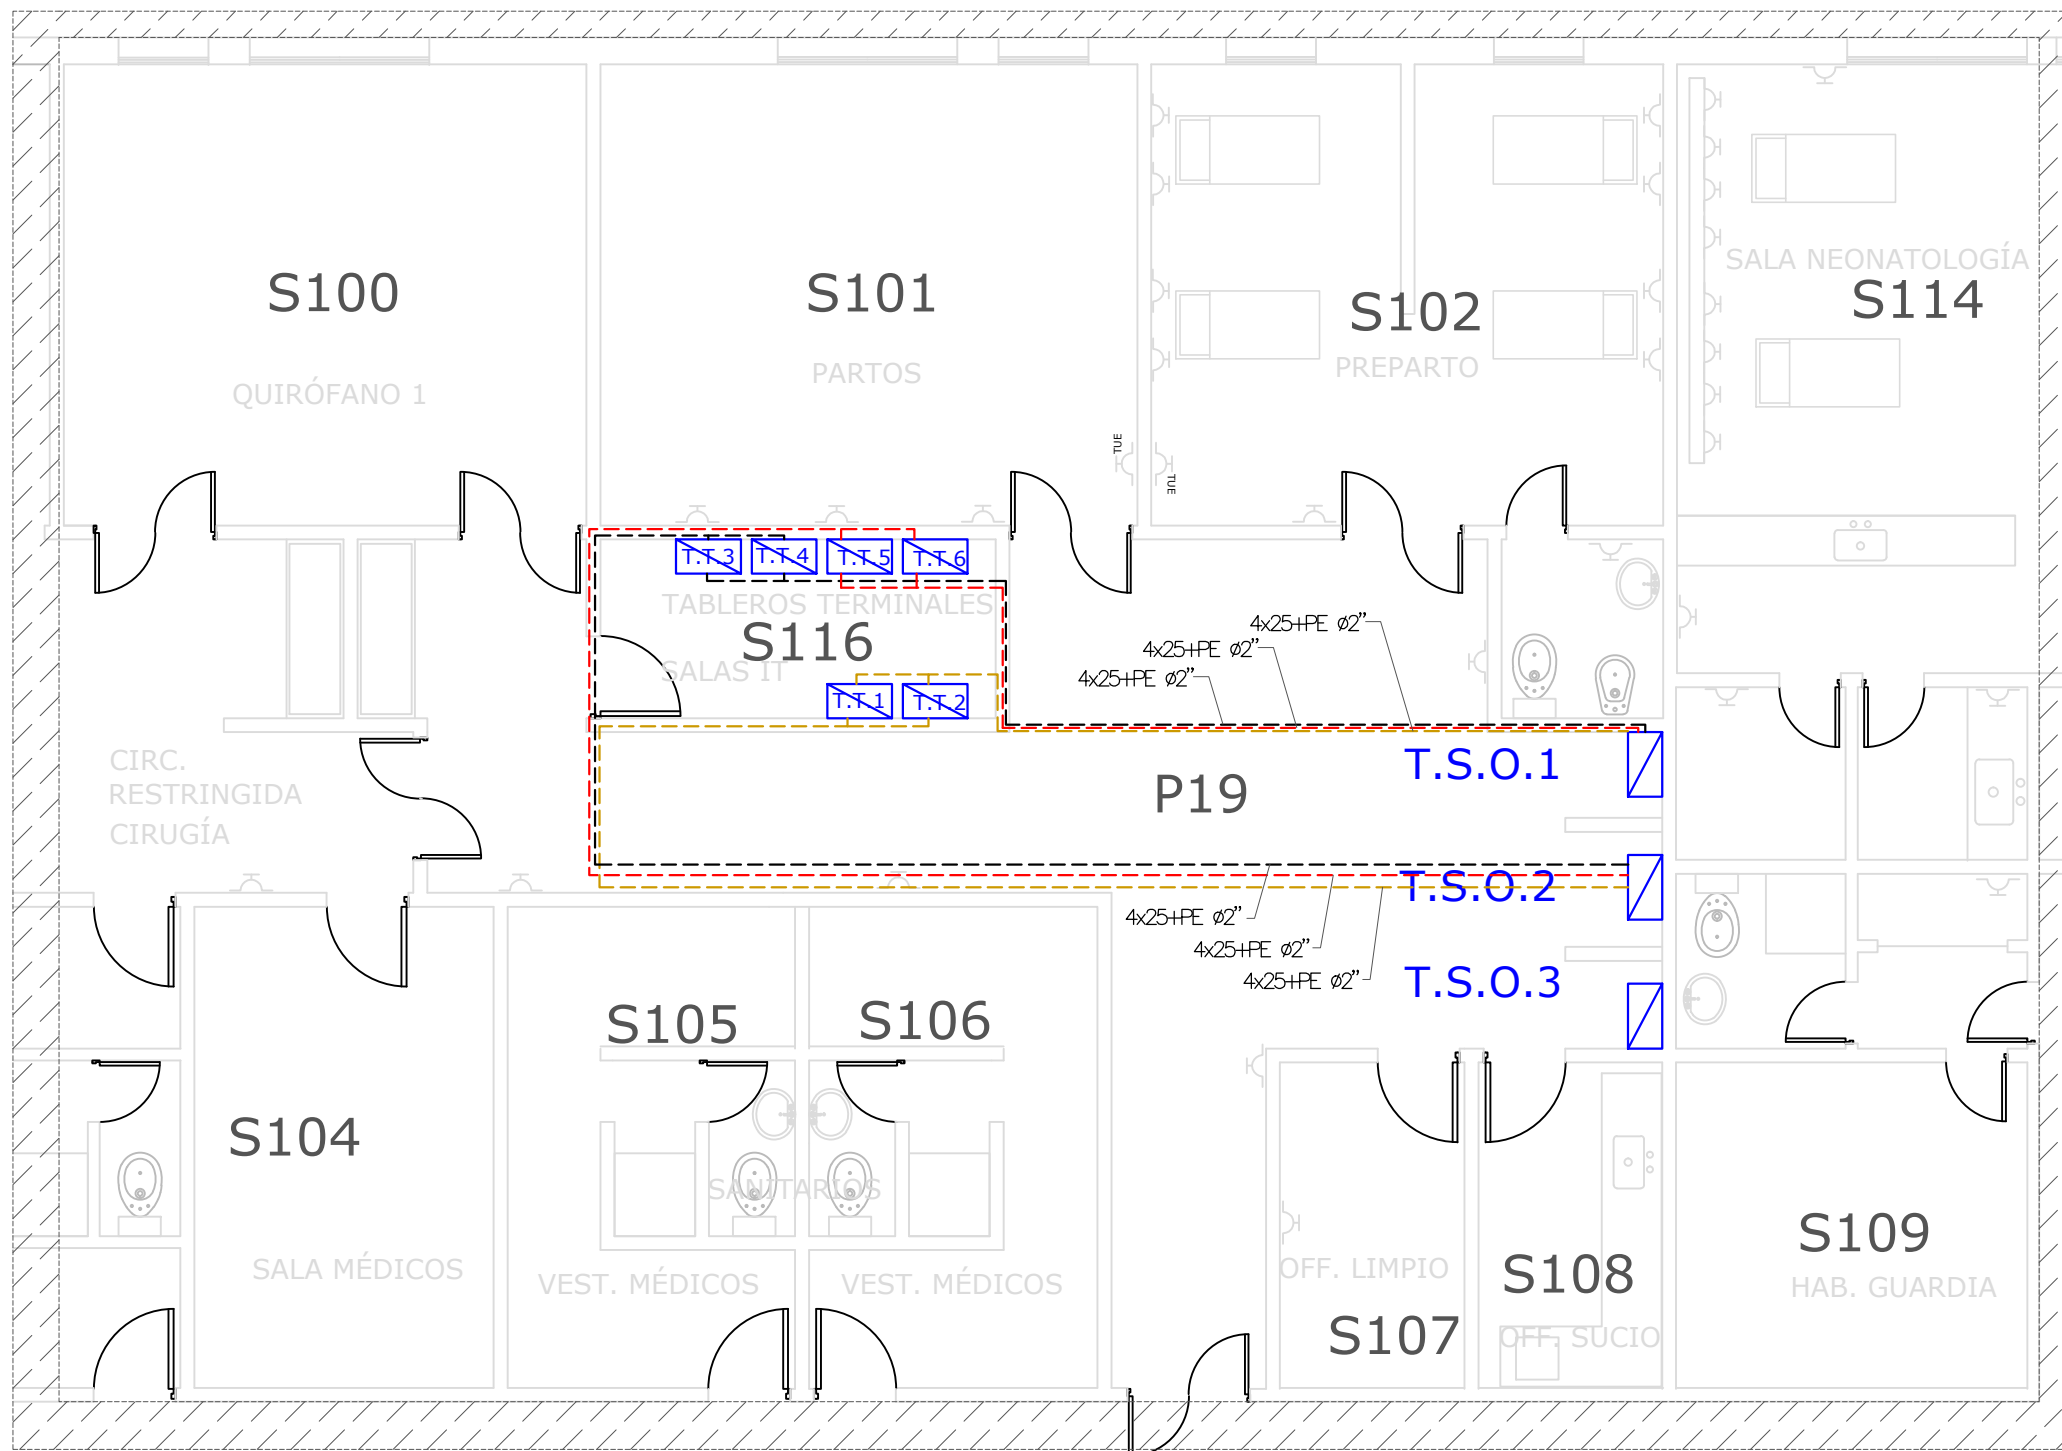 SALA NEONATOLOGÍA
S100
S101
S102
S114
PARTOS
PREPARTO
QUIRÓFANO 1
TUE
TUE
T.T.3
T.T.4
T.T.5
T.T.6
TABLEROS TERMINALES
4x25+PE ø2”
S116
4x25+PE ø2”
SALAS IT
4x25+PE ø2”
T.T.1
T.T.2
CIRC.
RESTRINGIDA
CIRUGÍA
T.S.O.1
P19
T.S.O.2
4x25+PE ø2”
4x25+PE ø2”
4x25+PE ø2”
T.S.O.3
S105
S106
S104
SANITARIOS
SALA MÉDICOS
VEST. MÉDICOS
VEST. MÉDICOS
OFF. LIMPIO
S107
S108
OFF. SUCIO
S109
HAB. GUARDIA